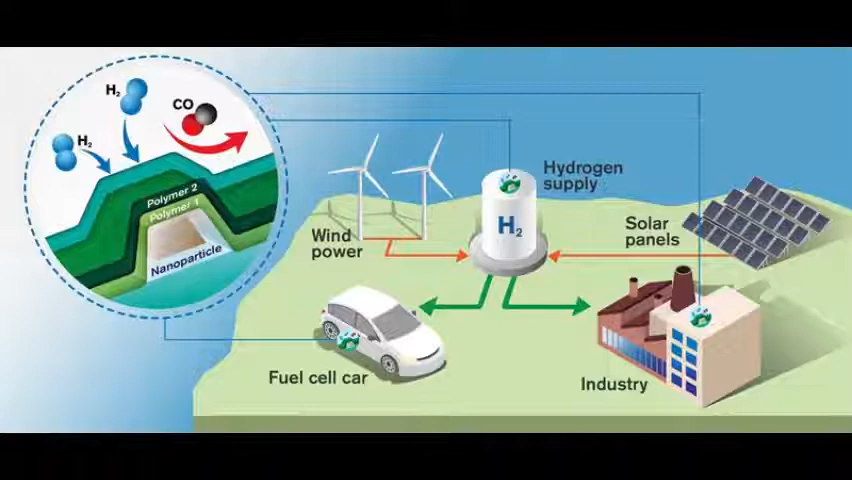 H₂
CO
H₂
Polymer 2
Polymer 1
Nanoparticle
Wind
power
Hydrogen
supply
H₂
Solar
panels
Fuel cell car
Industry